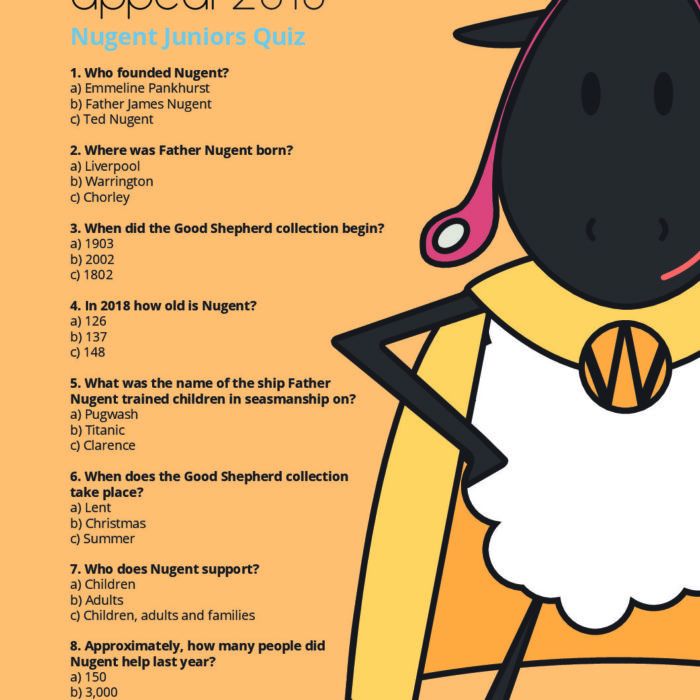 appeal 2018
Nugent Juniors Quiz
1. Who founded Nugent?
a) Emmeline Pankhurst
b) Father James Nugent
c) Ted Nugent
2. Where was Father Nugent born?
a) Liverpool
b) Warrington
c) Chorley
3. When did the Good Shepherd collection begin?
a) 1903
b) 2002
c) 1802
4. In 2018 how old is Nugent?
a) 126
b) 137
c) 148
5. What was the name of the ship Father
Nugent trained children in seasmanship on?
a) Pugwash
b) Titanic
c) Clarence
6. When does the Good Shepherd collection
take place?
a) Lent
b) Christmas
c) Summer
7. Who does Nugent support?
a) Children
b) Adults
c) Children, adults and families
8. Approximately, how many people did
Nugent help last year?
a) 150
b) 3,000
W